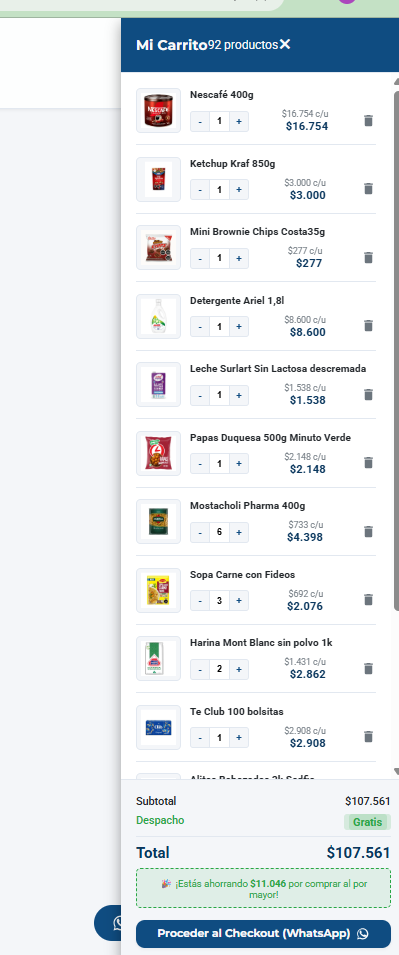 Mi Carrito 92 productos ✕
Nescafé 400g
- 1 +
$16.754 c/u
$16.754
Ketchup Kraf 850g
- 1 +
$3.000 c/u
$3.000
Mini Brownie Chips Costa35g
- 1 +
$277 c/u
$277
Detergente Ariel 1,8l
- 1 +
$8.600 c/u
$8.600
Leche Surlart Sin Lactosa descremada
- 1 +
$1.538 c/u
$1.538
Papas Duquesa 500g Minuto Verde
- 1 +
$2.148 c/u
$2.148
Mostacholi Pharma 400g
- 6 +
$733 c/u
$4.398
Sopa Carne con Fideos
- 3 +
$692 c/u
$2.076
Harina Mont Blanc sin polvo 1k
- 2 +
$1.431 c/u
$2.862
Te Club 100 bolsitas
- 1 +
$2.908 c/u
$2.908
Subtotal $107.561
Despacho Gratis
Total $107.561
🎉 ¡Estás ahorrando $11.046 por comprar al por
mayor!
Proceder al Checkout (WhatsApp)